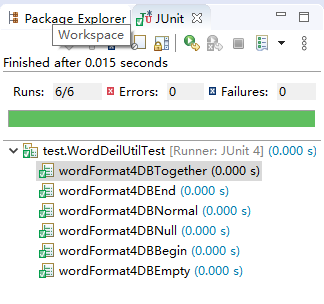 Package Explorer JUnit
Workspace
Finished after 0.015 seconds
Runs: 6/6 Errors: 0 Failures: 0
test.WordDeilUtilTest [Runner: JUnit 4] (0.000 s)
wordFormat4DBTogether (0.000 s)
wordFormat4DBEnd (0.000 s)
wordFormat4DBNormal (0.000 s)
wordFormat4DBNull (0.000 s)
wordFormat4DBBegin (0.000 s)
wordFormat4DBEmpty (0.000 s)